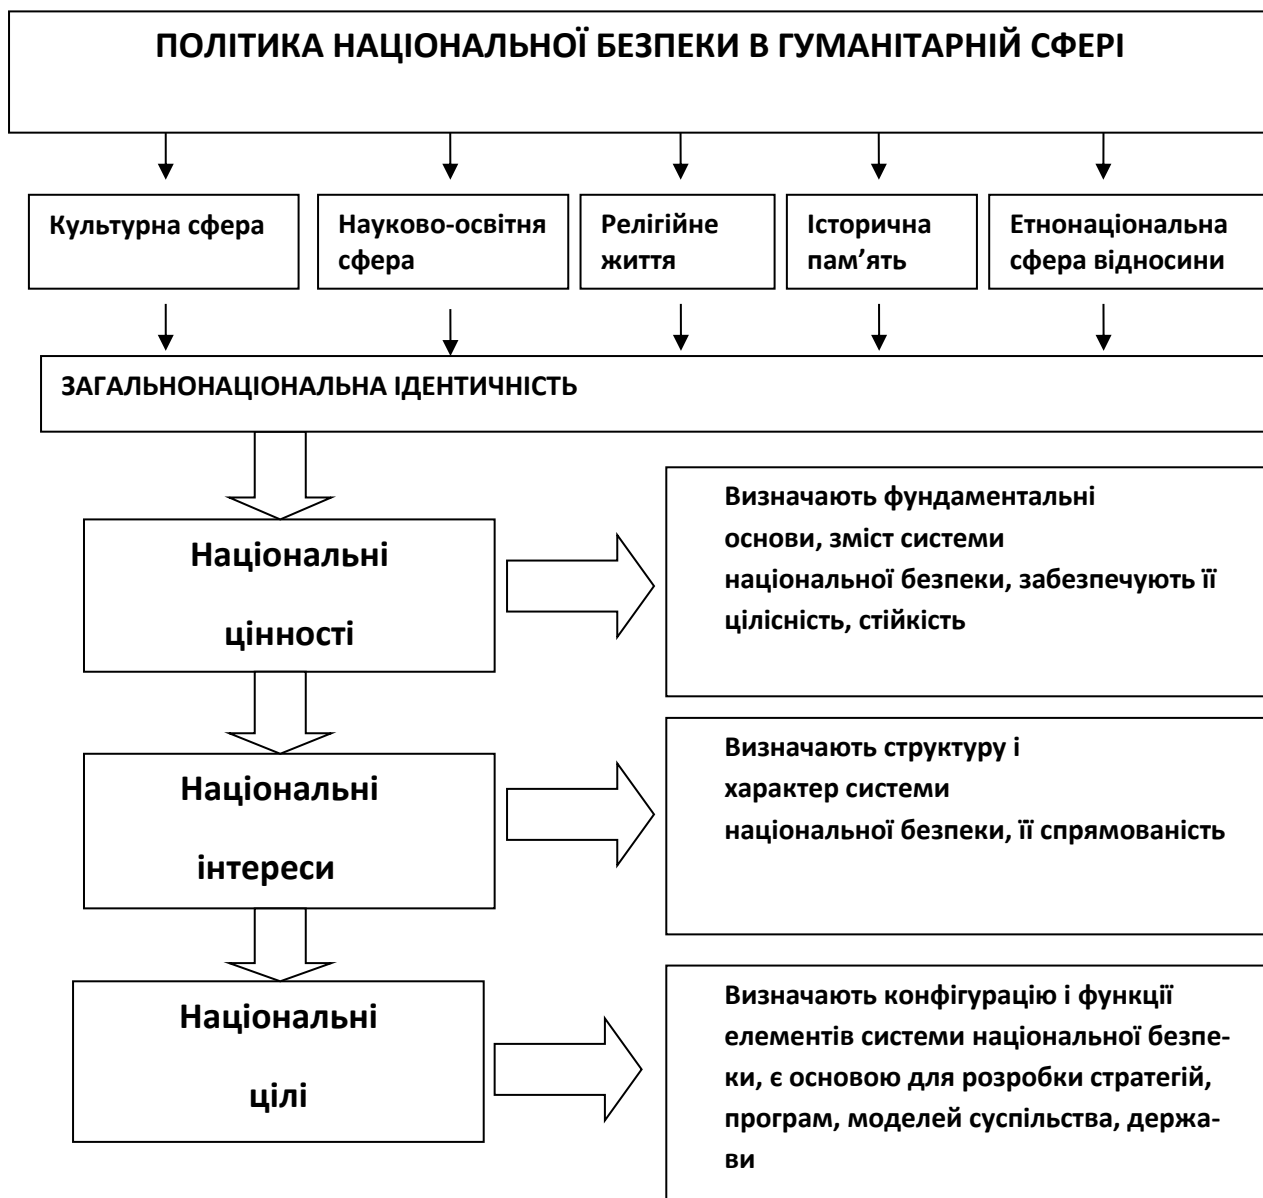 ПОЛІТИКА НАЦІОНАЛЬНОЇ БЕЗПЕКИ В ГУМАНІТАРНІЙ СФЕРІ
Культурна сфера
Науково-освітня
сфера
Релігійне
життя
Історична
пам’ять
Етнонаціональна
сфера відносини
ЗАГАЛЬНОНАЦІОНАЛЬНА ІДЕНТИЧНІСТЬ
Національні
цінності
Визначають фундаментальні
основи, зміст системи
національної безпеки, забезпечують її
цілісність, стійкість
Національні
інтереси
Визначають структуру і
характер системи
національної безпеки, її спрямованість
Національні
цілі
Визначають конфігурацію і функції
елементів системи національної безпе-
ки, є основою для розробки стратегій,
програм, моделей суспільства, держа-
ви